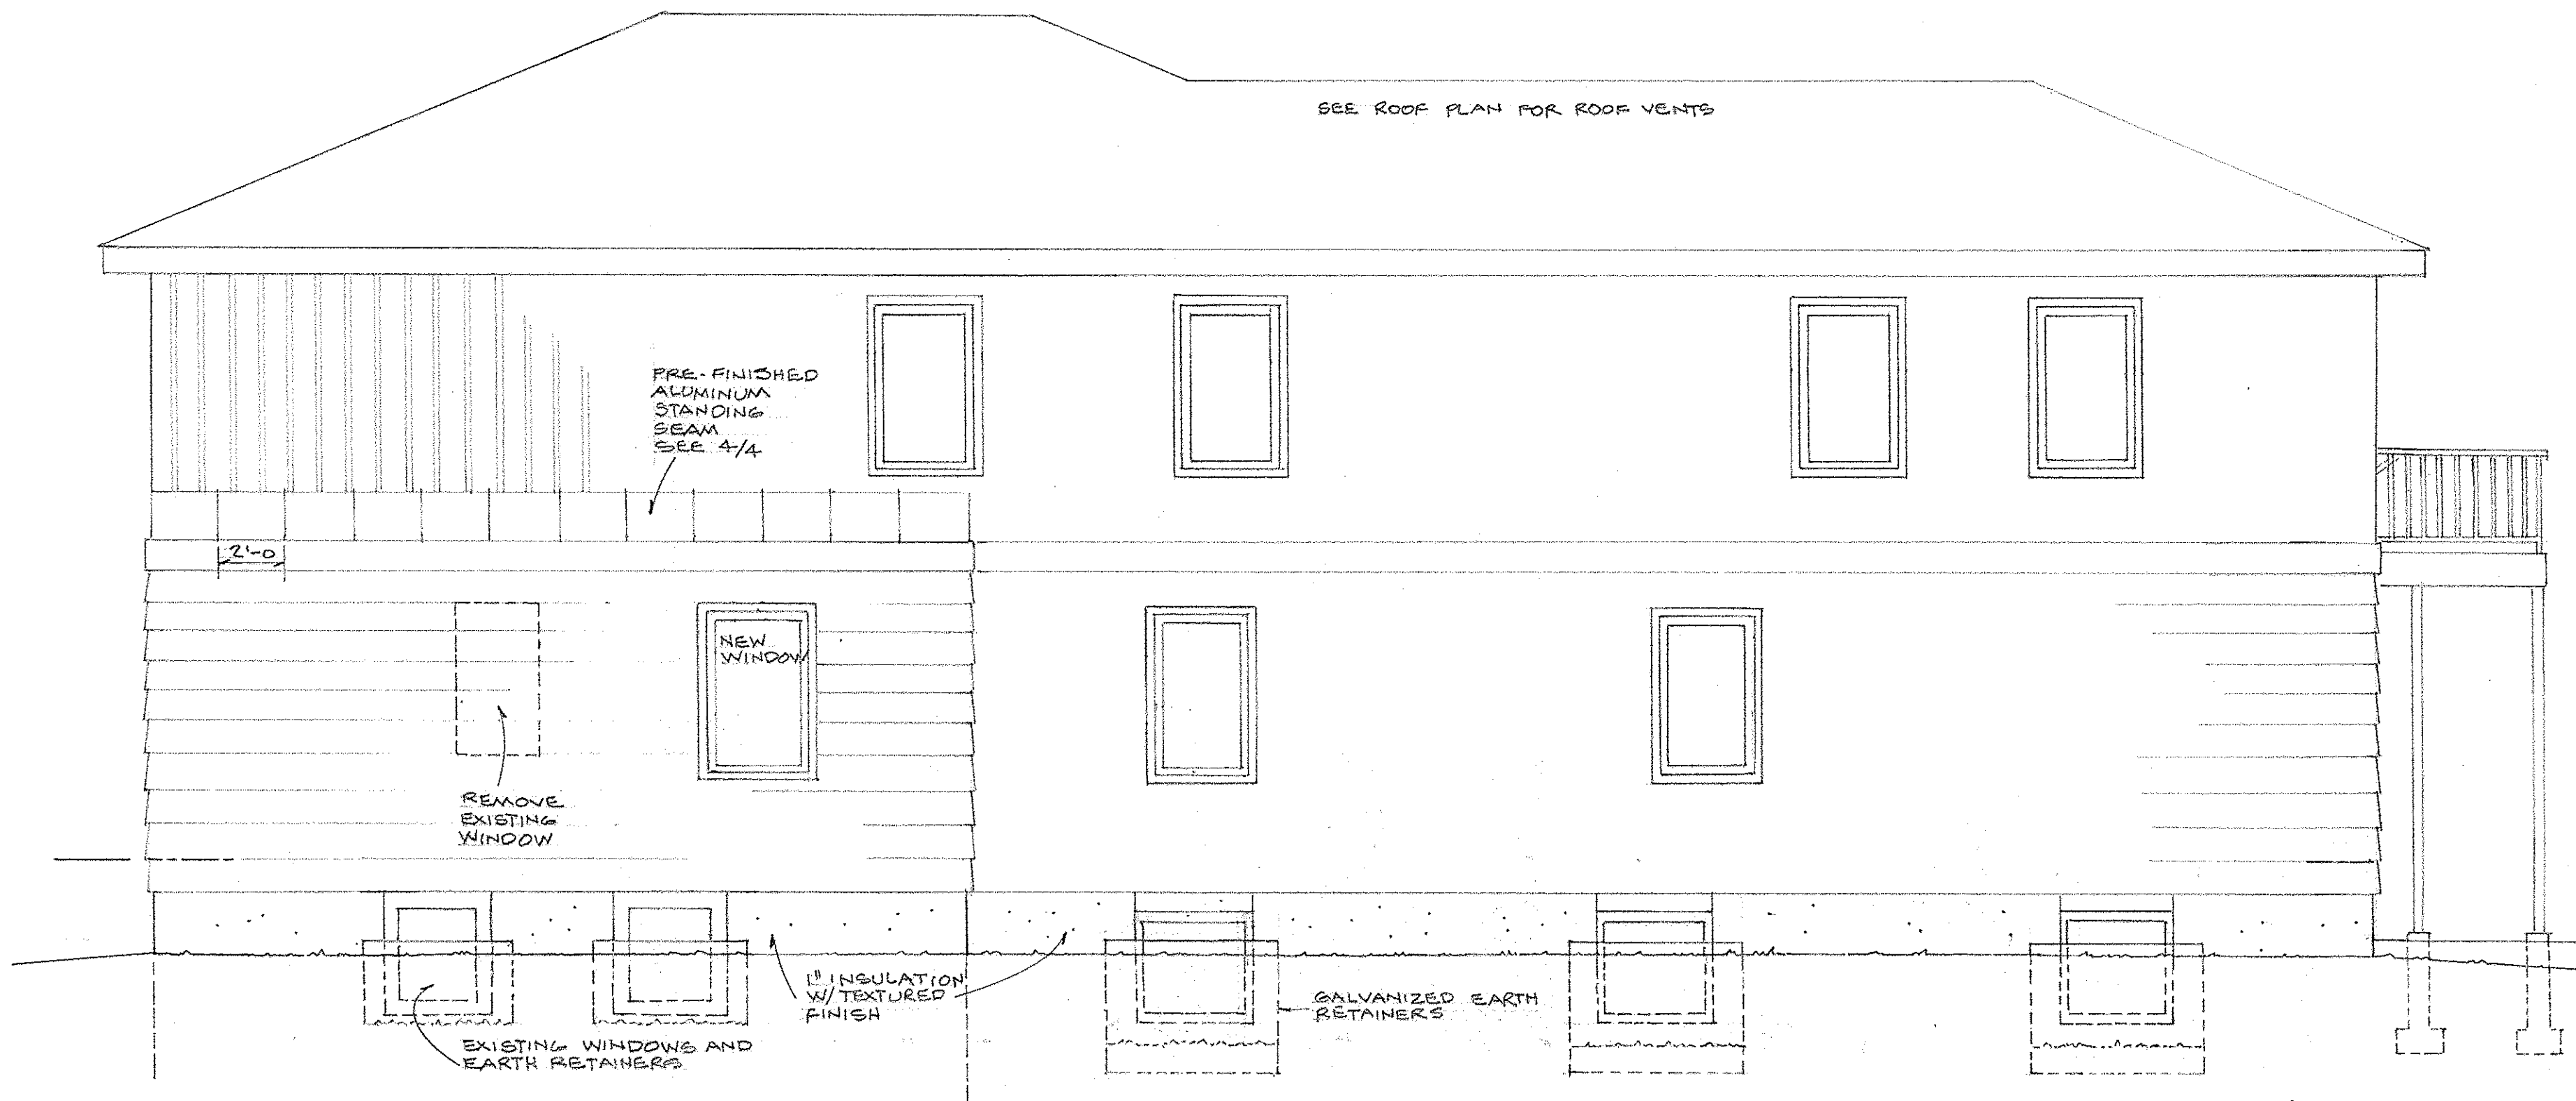 SEE ROOF PLAN FOR ROOF VENTS
PRE-FINISHED
ALUMINUM
STANDING
SEAM
SEE 4/4
2'-0
NEW
WINDOW
REMOVE
EXISTING
WINDOW
1" INSULATION
W/ TEXTURED
FINISH
GALVANIZED EARTH
RETAINERS
EXISTING WINDOWS AND
EARTH RETAINERS